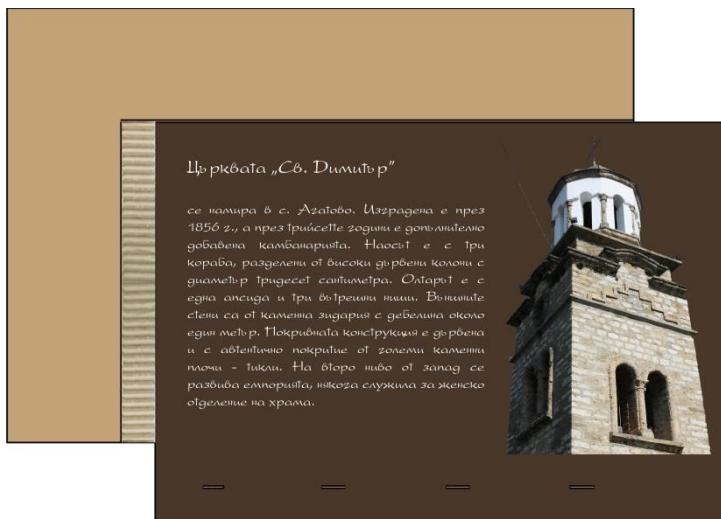 Църквата „Св. Димитър”
се намира в с. Агатово. Изградена е през
1856 г., а през трийсетте години е допълнително
добавена камбанарията. Наосът е с три
кораба, разделени от високи дървени колони с
диаметър тридесет сантиметра. Олтарът е с
една апсида и три вътрешни ниши. Външните
стени са от каменна зидария с дебелина около
един метър. Покривната конструкция е дървена
и с автентично покритие от големи каменни
плочи - тикли. На второ ниво от запад се
развива емпорията, някога служила за женско
отделение на храма.